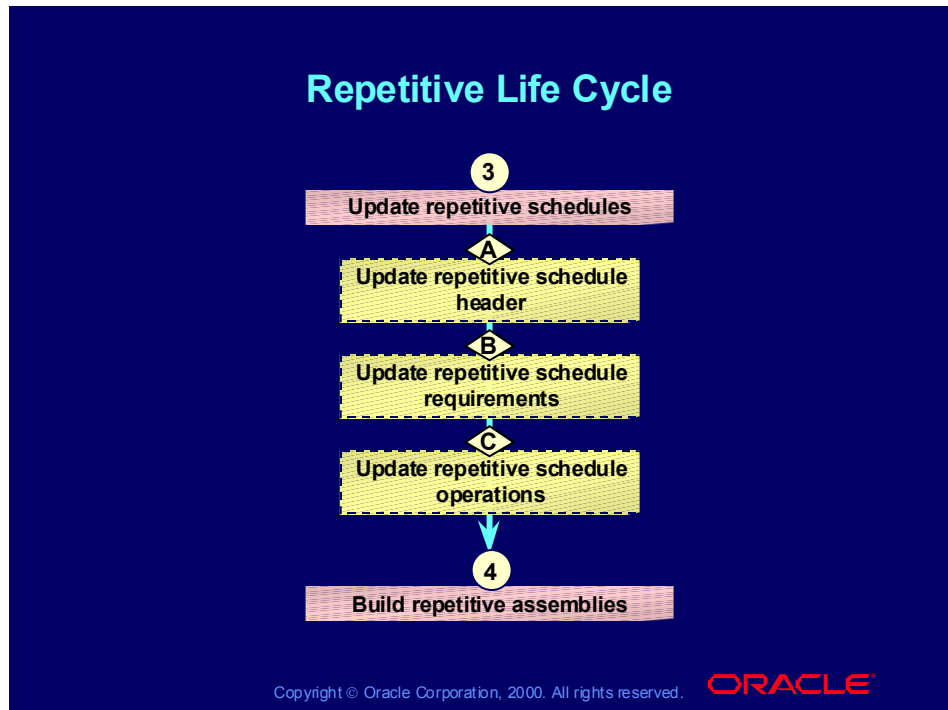 Repetitive Life Cycle
3
Update repetitive schedules
A
Update repetitive schedule
header
B
Update repetitive schedule
requirements
C
Update repetitive schedule
operations
4
Build repetitive assemblies
Copyright © Oracle Corporation, 2000. All rights reserved.
ORACLE®